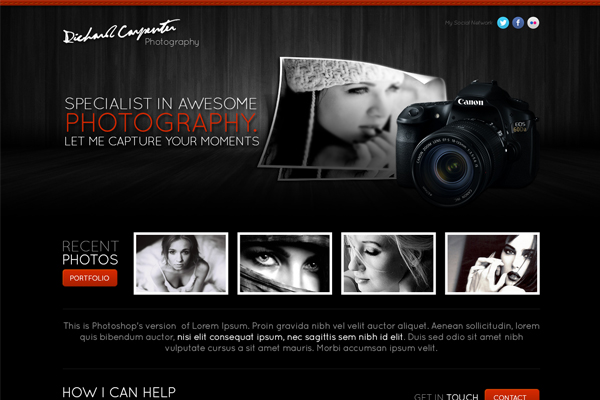 Richard Carpenter
Photography
My Social Network
SPECIALIST IN AWESOME
PHOTOGRAPHY.
LET ME CAPTURE YOUR MOMENTS
Canon
EOS
60D
RECENT
PHOTOS
PORTFOLIO
This is Photoshop's version of Lorem Ipsum. Proin gravida nibh vel velit auctor aliquet. Aenean sollicitudin, lorem
quis bibendum auctor, nisi elit consequat ipsum, nec sagittis sem nibh id elit. Duis sed odio sit amet nibh
vulputate cursus a sit amet mauris. Morbi accumsan ipsum velit.
HOW I CAN HELP
GET IN TOUCH
CONTACT